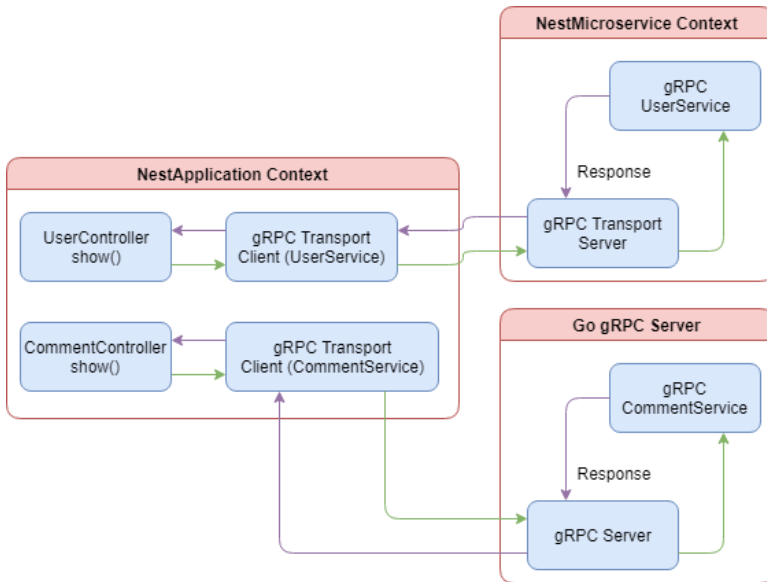 NestMicroservice Context
gRPC
UserService
Response
gRPC Transport
Server
NestApplication Context
UserController
show()
gRPC Transport
Client (UserService)
CommentController
show()
gRPC Transport
Client (CommentService)
Go gRPC Server
gRPC
CommentService
Response
gRPC Server